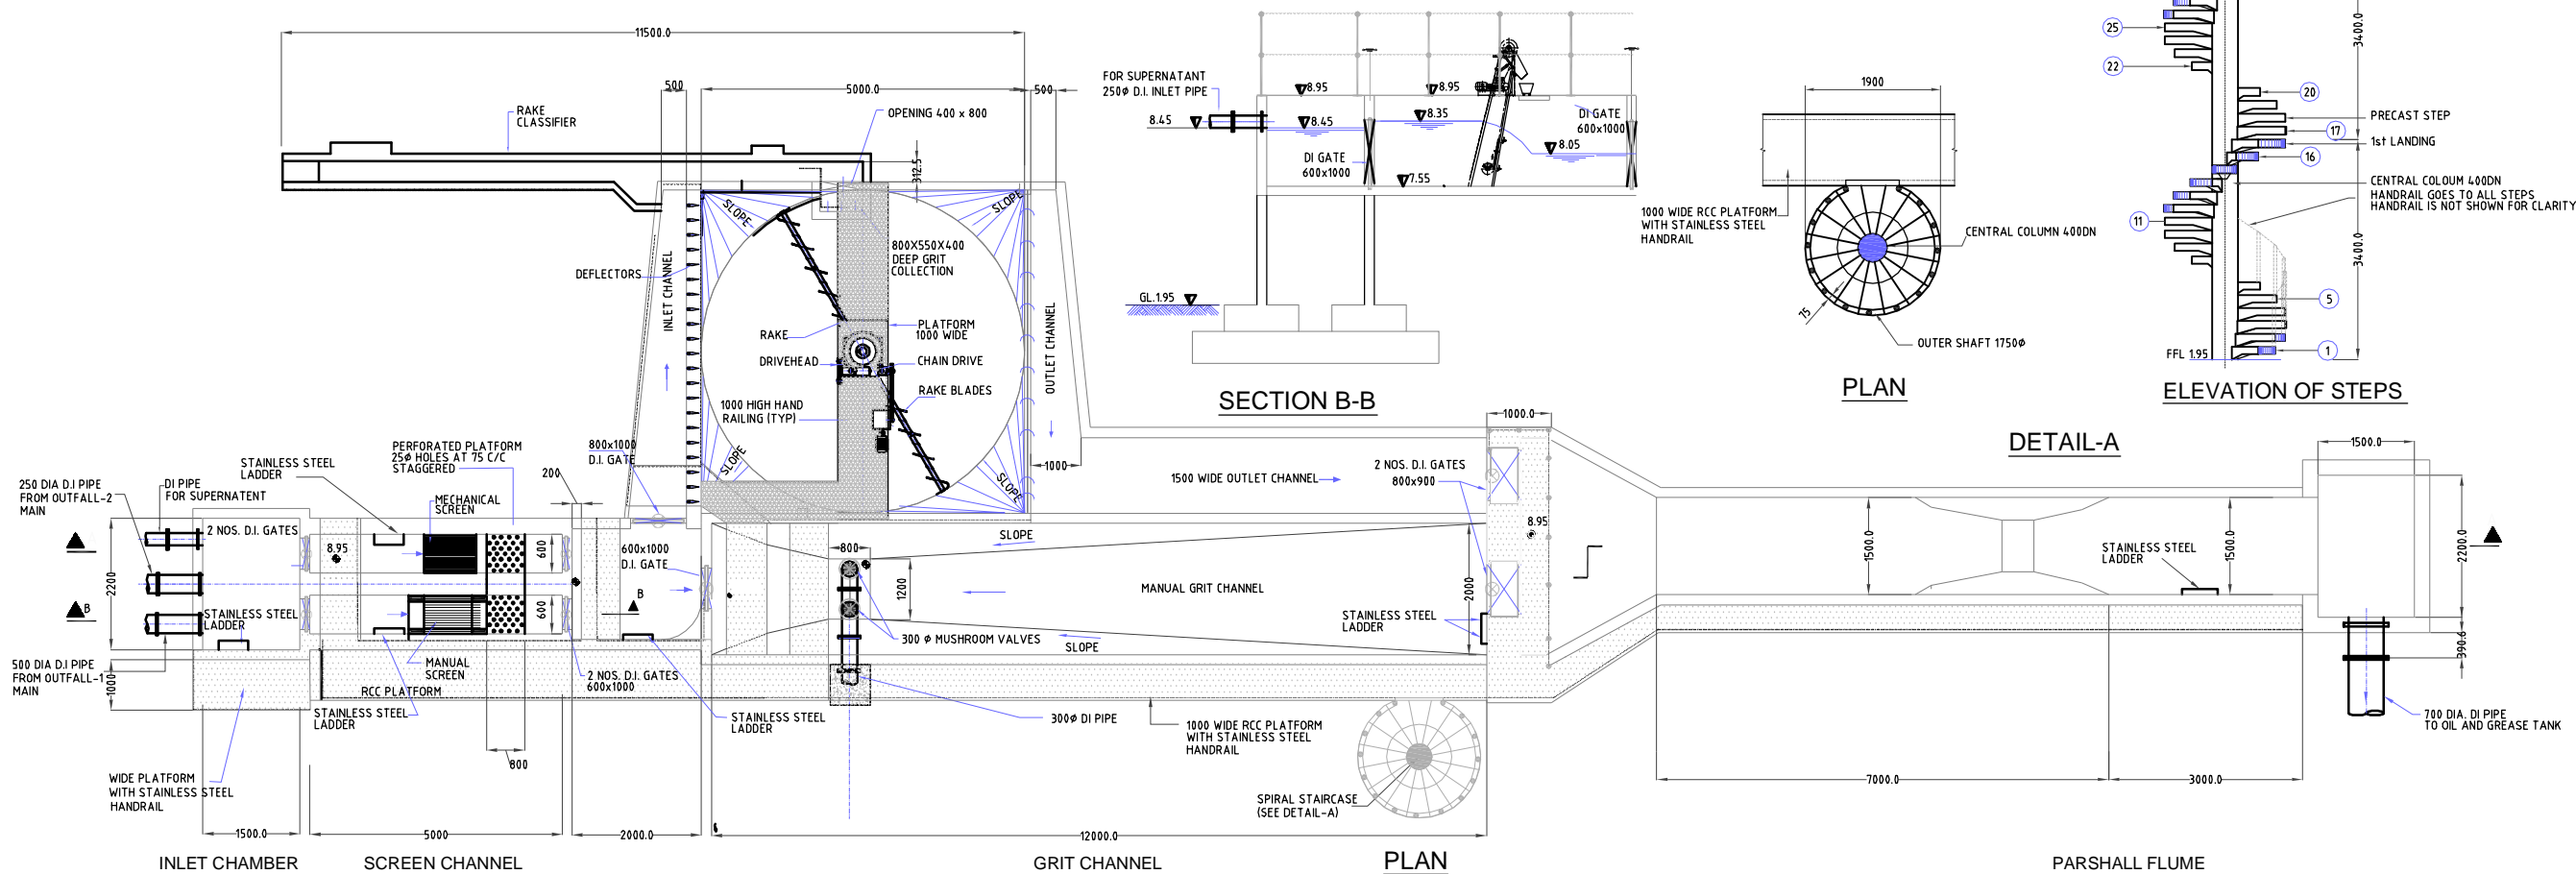 11500.0
500
5000.0
500
OPENING 400 x 800
RAKE
CLASSIFIER
312.5
SLOPE
SLOPE
800X550X400
DEEP GRIT
COLLECTION
DEFLECTORS
INLET CHANNEL
RAKE
PLATFORM
1000 WIDE
DRIVEHEAD
CHAIN DRIVE
RAKE BLADES
1000 HIGH HAND
RAILING (TYP)
OUTLET CHANNEL
SLOPE
SLOPE
1000
800x1000
D.I. GATE
FOR SUPERNATANT
250ϕ D.I. INLET PIPE
8.45
8.95
8.95
8.45
8.35
8.05
7.55
DI GATE
600x1000
DI GATE
600x1000
GL.1.95
SECTION B-B
1900
1000 WIDE RCC PLATFORM
WITH STAINLESS STEEL
HANDRAIL
CENTRAL COLUMN 400DN
75
OUTER SHAFT 1750ϕ
PLAN
25
22
20
PRECAST STEP
17
1st LANDING
16
CENTRAL COLOUM 400DN
HANDRAIL GOES TO ALL STEPS
HANDRAIL IS NOT SHOWN FOR CLARITY
11
5
1
3400.0
3400.0
FFL 1.95
ELEVATION OF STEPS
DETAIL-A
PERFORATED PLATFORM
25ϕ HOLES AT 75 C/C
STAGGERED
STAINLESS STEEL
LADDER
200
250 DIA D.I PIPE
FROM OUTFALL-2
MAIN
DI PIPE
FOR SUPERNATENT
MECHANICAL
SCREEN
2 NOS. D.I. GATES
8.95
600
600
2200
B
B
600x1000
D.I. GATE
STAINLESS STEEL
LADDER
500 DIA D.I PIPE
FROM OUTFALL-1
MAIN
1000
MANUAL
SCREEN
RCC PLATFORM
STAINLESS STEEL
LADDER
2 NOS. D.I. GATES
600x1000
STAINLESS STEEL
LADDER
800
WIDE PLATFORM
WITH STAINLESS STEEL
HANDRAIL
800
1200
300 ϕ MUSHROOM VALVES
300ϕ DI PIPE
SLOPE
SLOPE
MANUAL GRIT CHANNEL
1500 WIDE OUTLET CHANNEL
2 NOS. D.I. GATES
800x900
1000.0
8.95
2000
STAINLESS STEEL
LADDER
1000 WIDE RCC PLATFORM
WITH STAINLESS STEEL
HANDRAIL
SPIRAL STAIRCASE
(SEE DETAIL-A)
1500.0
1500.0
1500.0
2200.0
STAINLESS STEEL
LADDER
390.6
700 DIA. DI PIPE
TO OIL AND GREASE TANK
7000.0
3000.0
1500.0
5000
2000.0
12000.0
INLET CHAMBER
SCREEN CHANNEL
GRIT CHANNEL
PLAN
PARSHALL FLUME